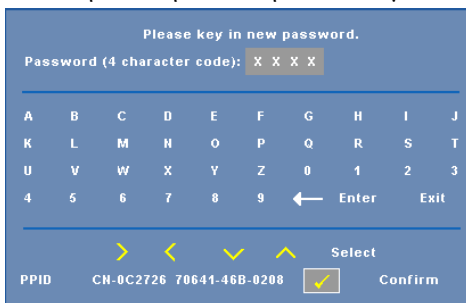 Please key in new password.
Password (4 character code): X X X X
A B C D E F G H I J
K L M N O P Q R S T
U V W X Y Z 0 1 2 3
4 5 6 7 8 9 Enter Exit
Select
PPID CN-0C2726 70641-46B-0208 Confirm